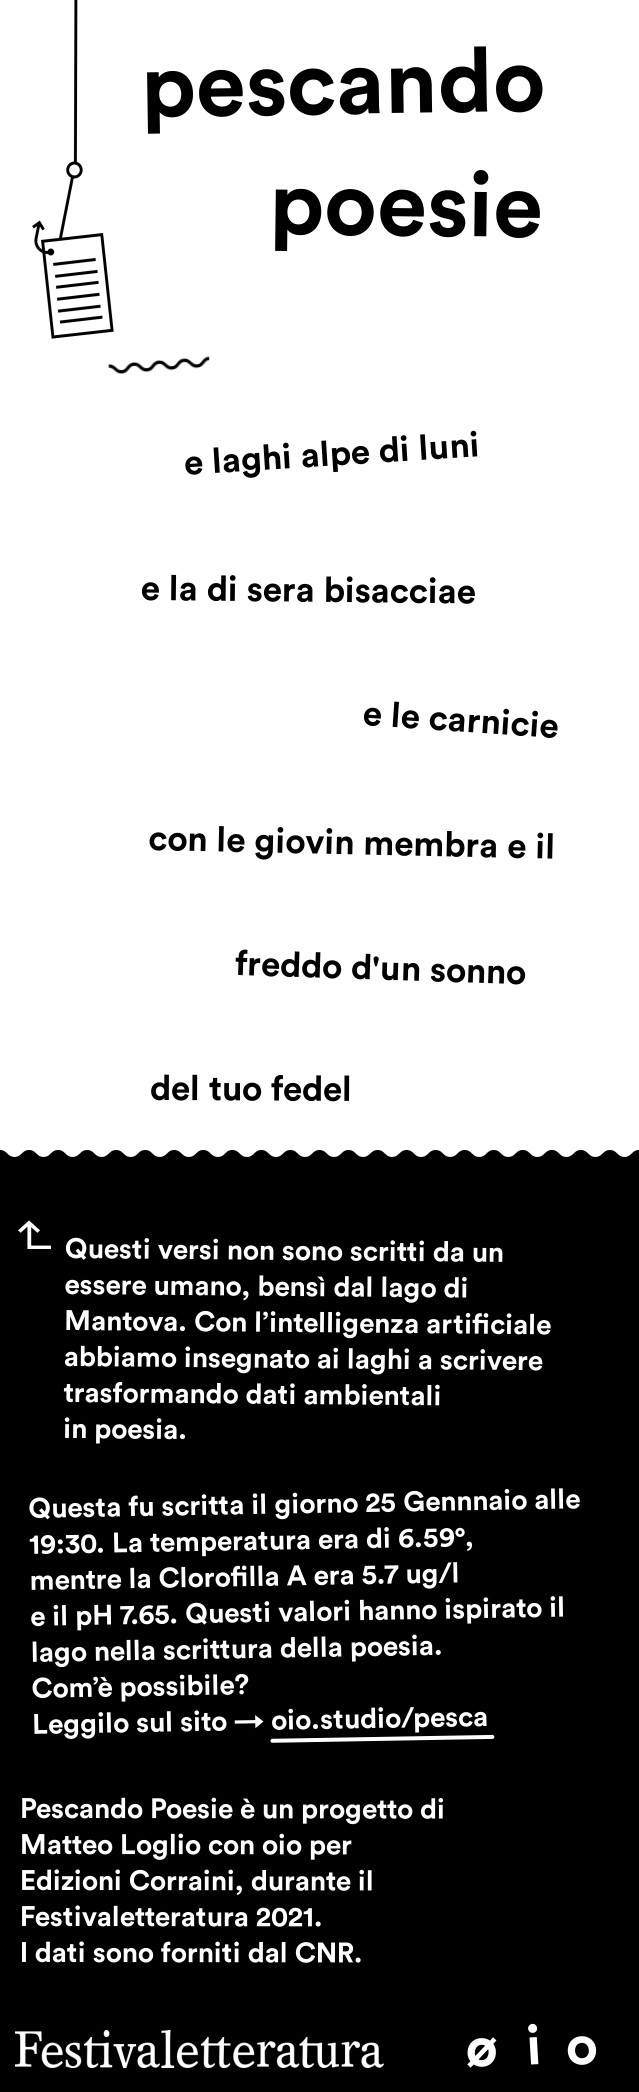 pescando
poesie
e laghi alpe di luni
e la di sera bisacciae
e le carnicie
con le giovin membra e il
freddo d'un sonno
del tuo fedel
Questi versi non sono scritti da un
essere umano, bensì dal lago di
Mantova. Con l’intelligenza artificiale
abbiamo insegnato ai laghi a scrivere
trasformando dati ambientali
in poesia.
Questa fu scritta il giorno 25 Gennnaio alle
19:30. La temperatura era di 6.59°,
mentre la Clorofilla A era 5.7 ug/l
e il pH 7.65. Questi valori hanno ispirato il
lago nella scrittura della poesia.
Com’è possibile?
Leggilo sul sito → oio.studio/pesca
Pescando Poesie è un progetto di
Matteo Loglio con oio per
Edizioni Corraini, durante il
Festivaletteratura 2021.
I dati sono forniti dal CNR.
Festivaletteratura ø i o